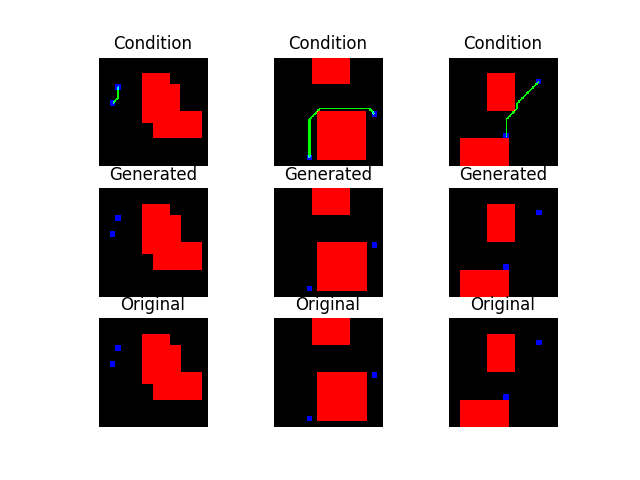 Condition Condition Condition
Generated Generated Generated
Original Original Original